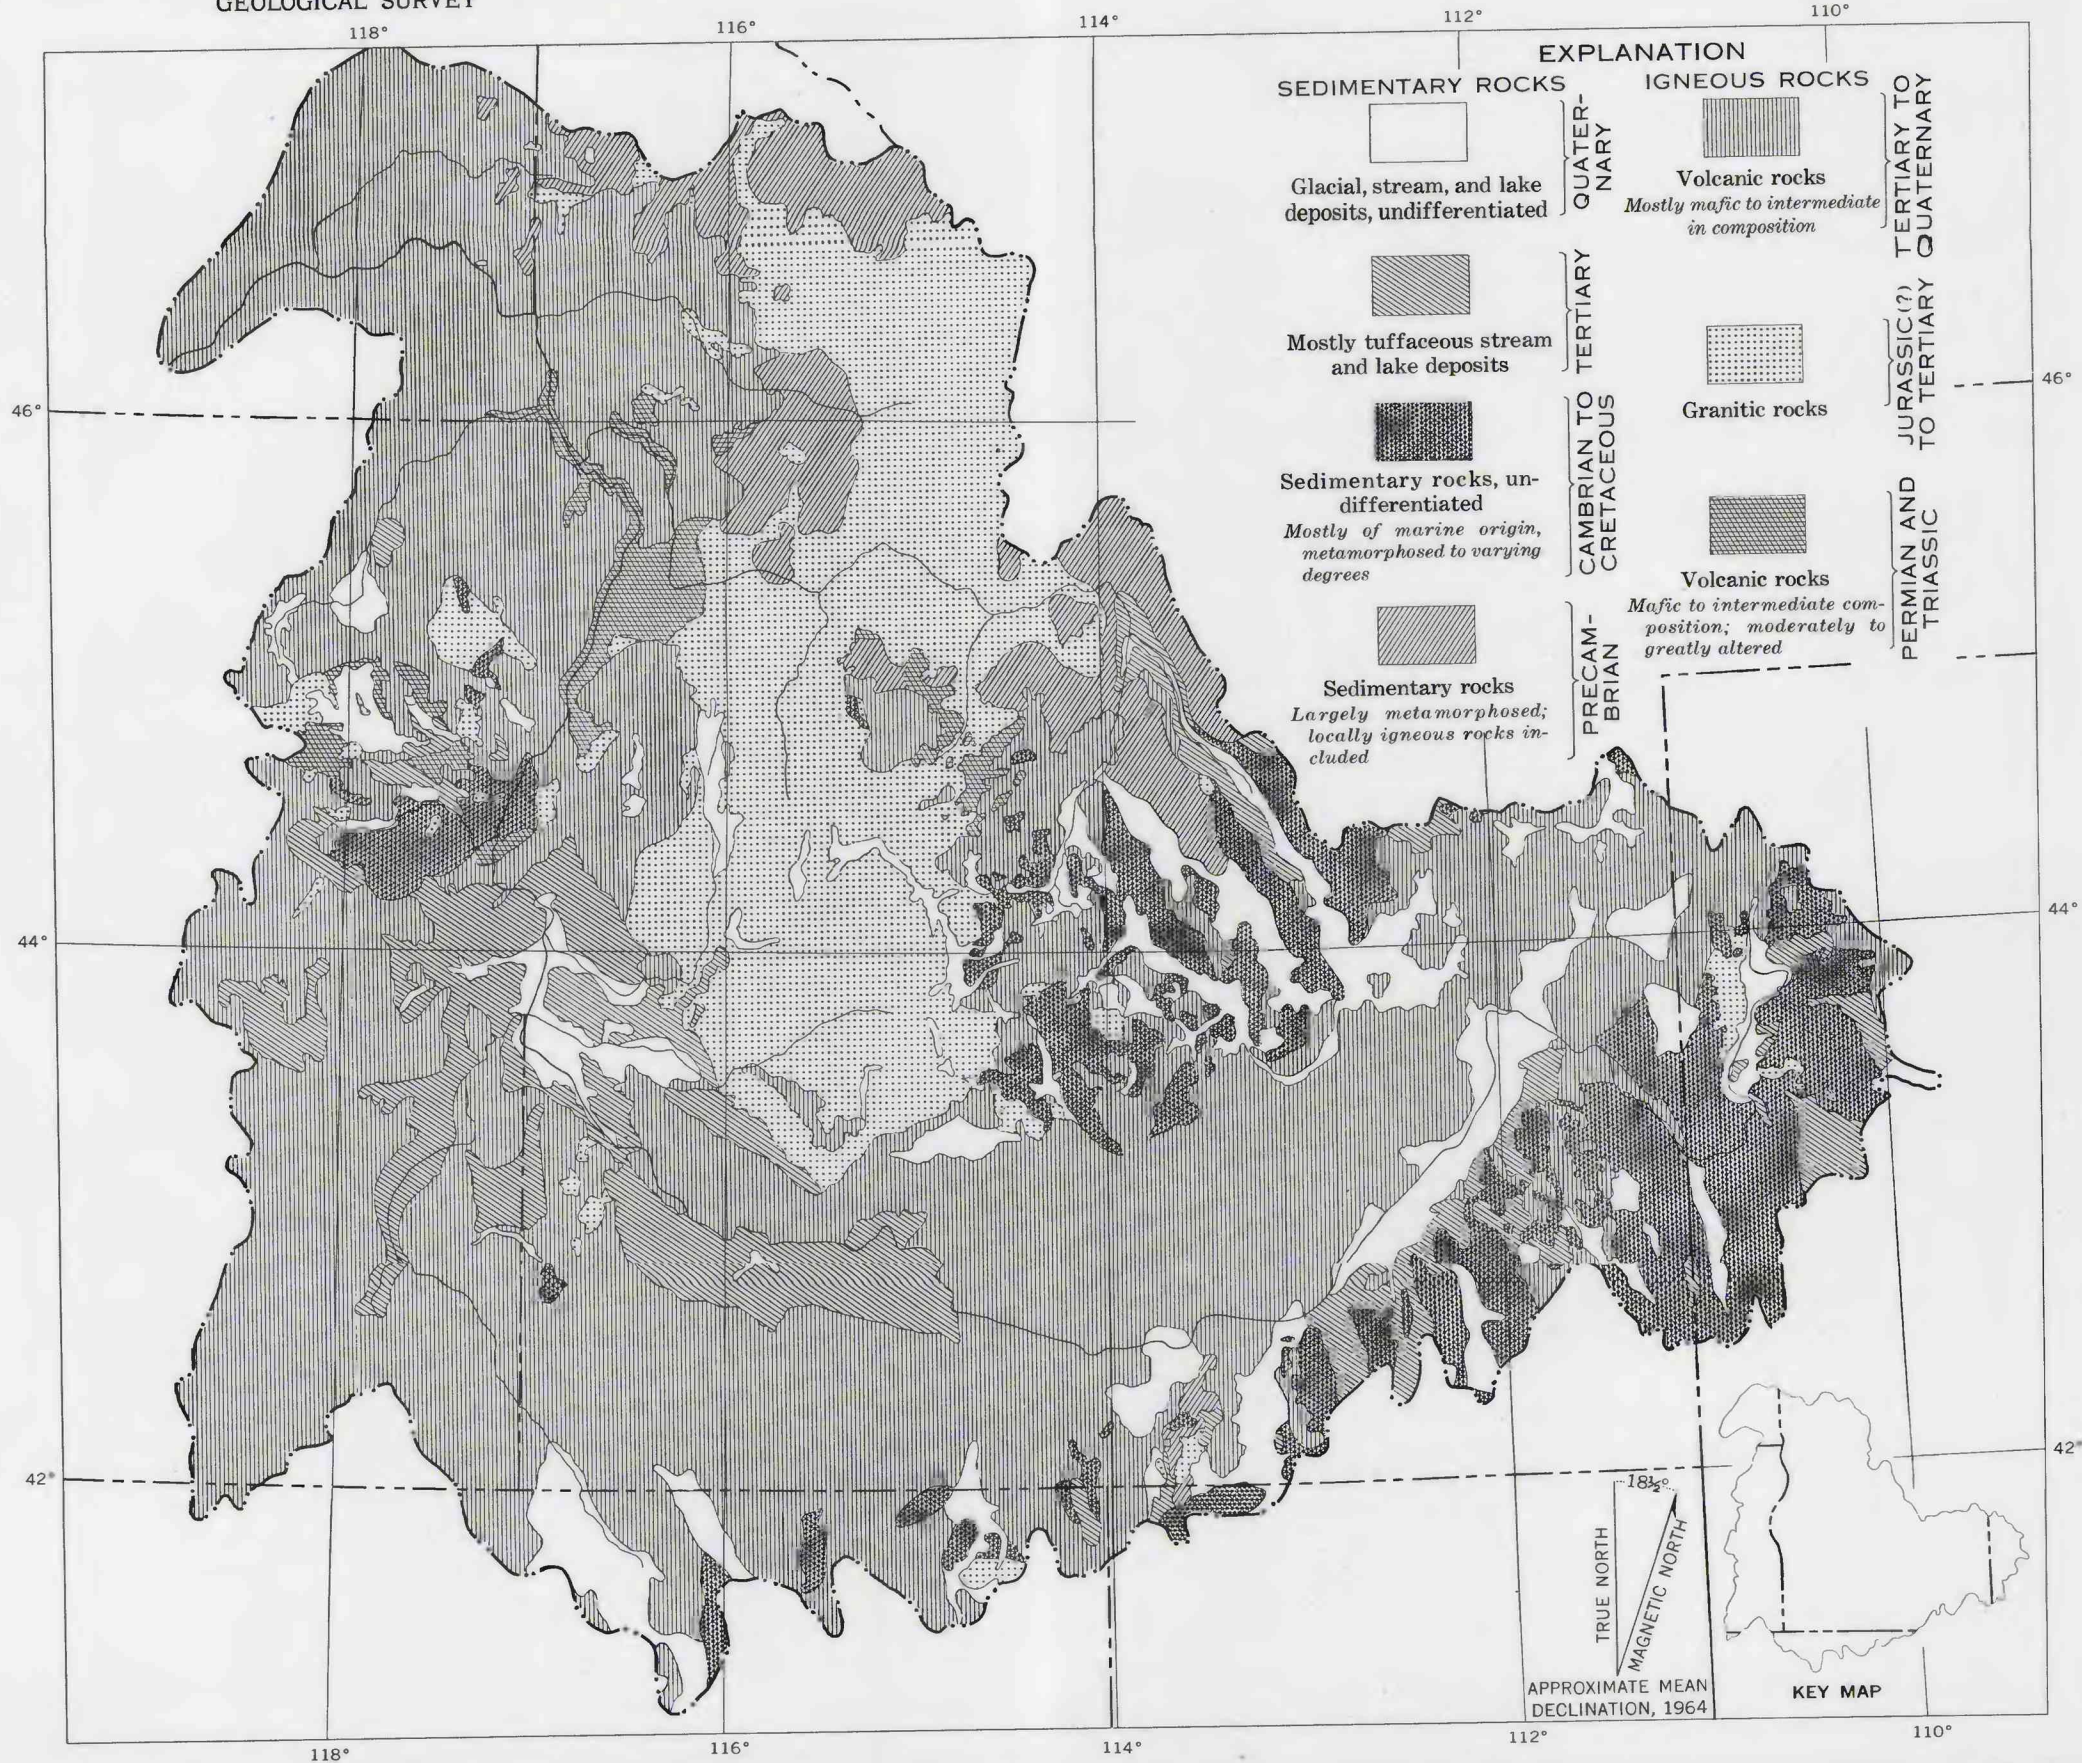 GEOLOGICAL SURVEY
118°
116°
114°
112°
110°
EXPLANATION
SEDIMENTARY ROCKS
Glacial, stream, and lake
deposits, undifferentiated
QUATER-
NARY
Mostly tuffaceous stream
and lake deposits
TERTIARY
Sedimentary rocks, un-
differentiated
Mostly of marine origin,
metamorphosed to varying
degrees
CAMBRIAN TO
CRETACEOUS
Sedimentary rocks
Largely metamorphosed;
locally igneous rocks in-
cluded
PRECAM-
BRIAN
IGNEOUS ROCKS
Volcanic rocks
Mostly mafic to intermediate
in composition
TERTIARY TO
QUATERNARY
Granitic rocks
JURASSIC(?)
TO TERTIARY
Volcanic rocks
Mafic to intermediate com-
position; moderately to
greatly altered
PERMIAN AND
TRIASSIC
46°
46°
44°
44°
42°
42°
18½°
TRUE NORTH
MAGNETIC NORTH
APPROXIMATE MEAN
DECLINATION, 1964
KEY MAP
118°
116°
114°
112°
110°